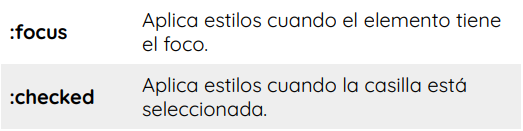 :focus
Aplica estilos cuando el elemento tiene
el foco.
:checked
Aplica estilos cuando la casilla está
seleccionada.